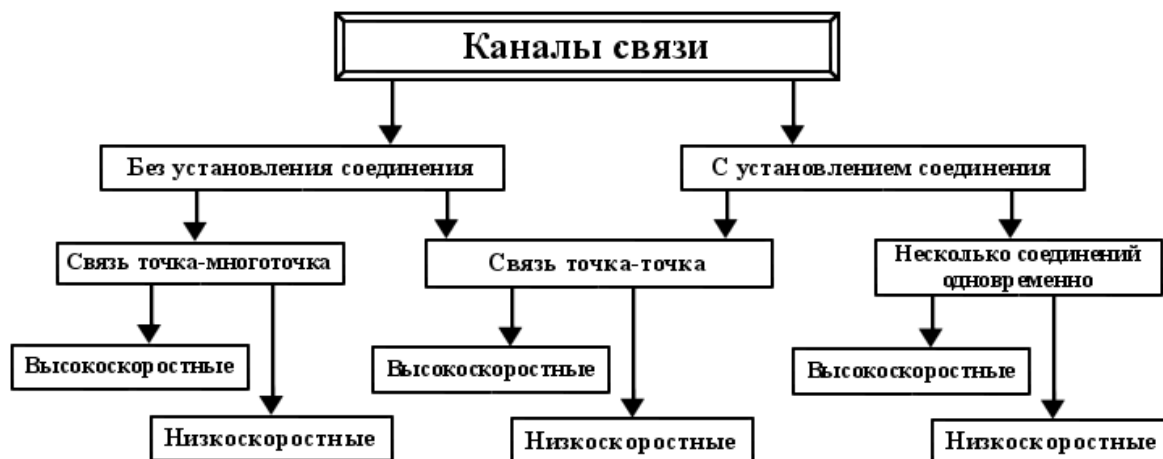 Каналы связи
Без установления соединения
С установлением соединения
Связь точка-многоточка
Связь точка-точка
Несколько соединений
одновременно
Высокоскоростные
Высокоскоростные
Высокоскоростные
Низкоскоростные
Низкоскоростные
Низкоскоростные